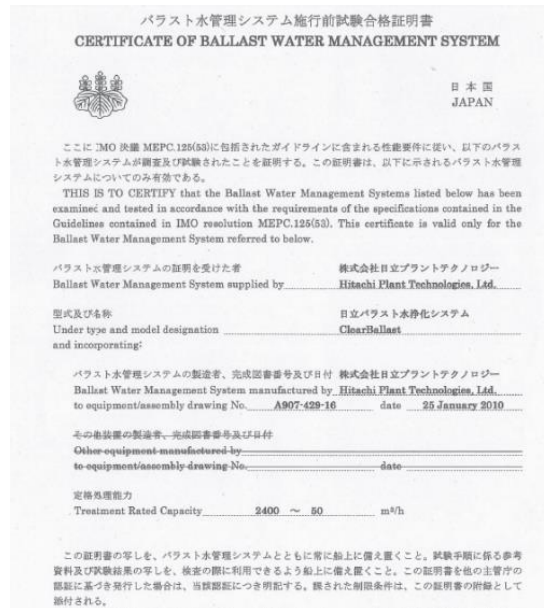 バラスト水管理システム施行前試験合格証明書
CERTIFICATE OF BALLAST WATER MANAGEMENT SYSTEM
日 本 国
JAPAN
ここに IMO 決議 MEPC.125(53)に包括されたガイドラインに含まれる性能要件に従い、以下のバラス
ト水管理システムが調査及び試験されたことを証明する。この証明書は、以下に示されるバラスト水管理
システムについてのみ有効である。
THIS IS TO CERTIFY that the Ballast Water Management Systems listed below has been
examined and tested in accordance with the requirements of the specifications contained in the
Guidelines contained in IMO resolution MEPC.125(53). This certificate is valid only for the
Ballast Water Management System referred to below.
バラスト水管理システムの証明を受けた者 株式会社日立プラントテクノロジー
Ballast Water Management System supplied by Hitachi Plant Technologies, Ltd.
型式及び名称 日立バラスト水浄化システム
Under type and model designation ClearBallast
and incorporating:
バラスト水管理システムの製造者、完成図書番号及び日付 株式会社日立プラントテクノロジー
Ballast Water Management System manufactured by Hitachi Plant Technologies, Ltd.
to equipment/assembly drawing No. A907-429-16 date 25 January 2010
その他装置の製造者、完成図書番号及び日付
Other equipment manufactured by
to equipment/assembly drawing No. date
定格処理能力
Treatment Rated Capacity 2400 ～ 50 m³/h
この証明書の写しを、バラスト水管理システムとともに常に船上に備え置くこと。試験手順に係る参考
資料及び試験結果の写しを、検査の際に利用できるよう船上に備え置くこと。この証明書を他の主管庁の
認証に基づき発行した場合は、当該認証につき明記する。課された制限条件は、この証明書の附録として
添付される。